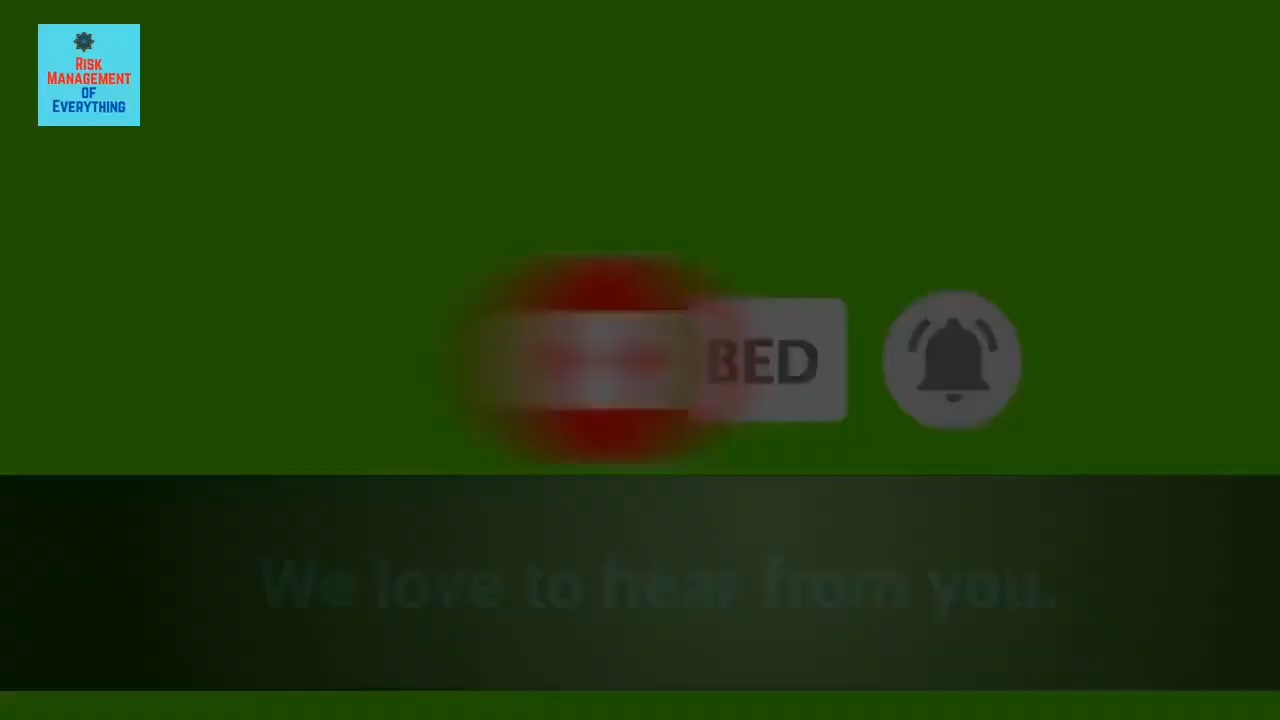 Risk
Management
of
Everything
BED
We love to hear from you.